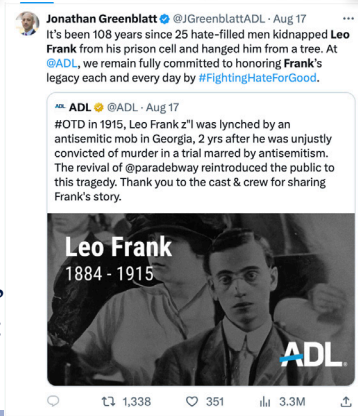 Jonathan Greenblatt @JGreenblattADL · Aug 17
It's been 108 years since 25 hate-filled men kidnapped Leo
Frank from his prison cell and hanged him from a tree. At
@ADL, we remain fully committed to honoring Frank's
legacy each and every day by #FightingHateForGood.
ADL ADL @ADL · Aug 17
#OTD in 1915, Leo Frank z"l was lynched by an
antisemitic mob in Georgia, 2 yrs after he was unjustly
convicted of murder in a trial marred by antisemitism.
The revival of @paradebway reintroduced the public to
this tragedy. Thank you to the cast & crew for sharing
Frank's story.
Leo Frank
1884 - 1915
ADL
1,338 351 3.3M